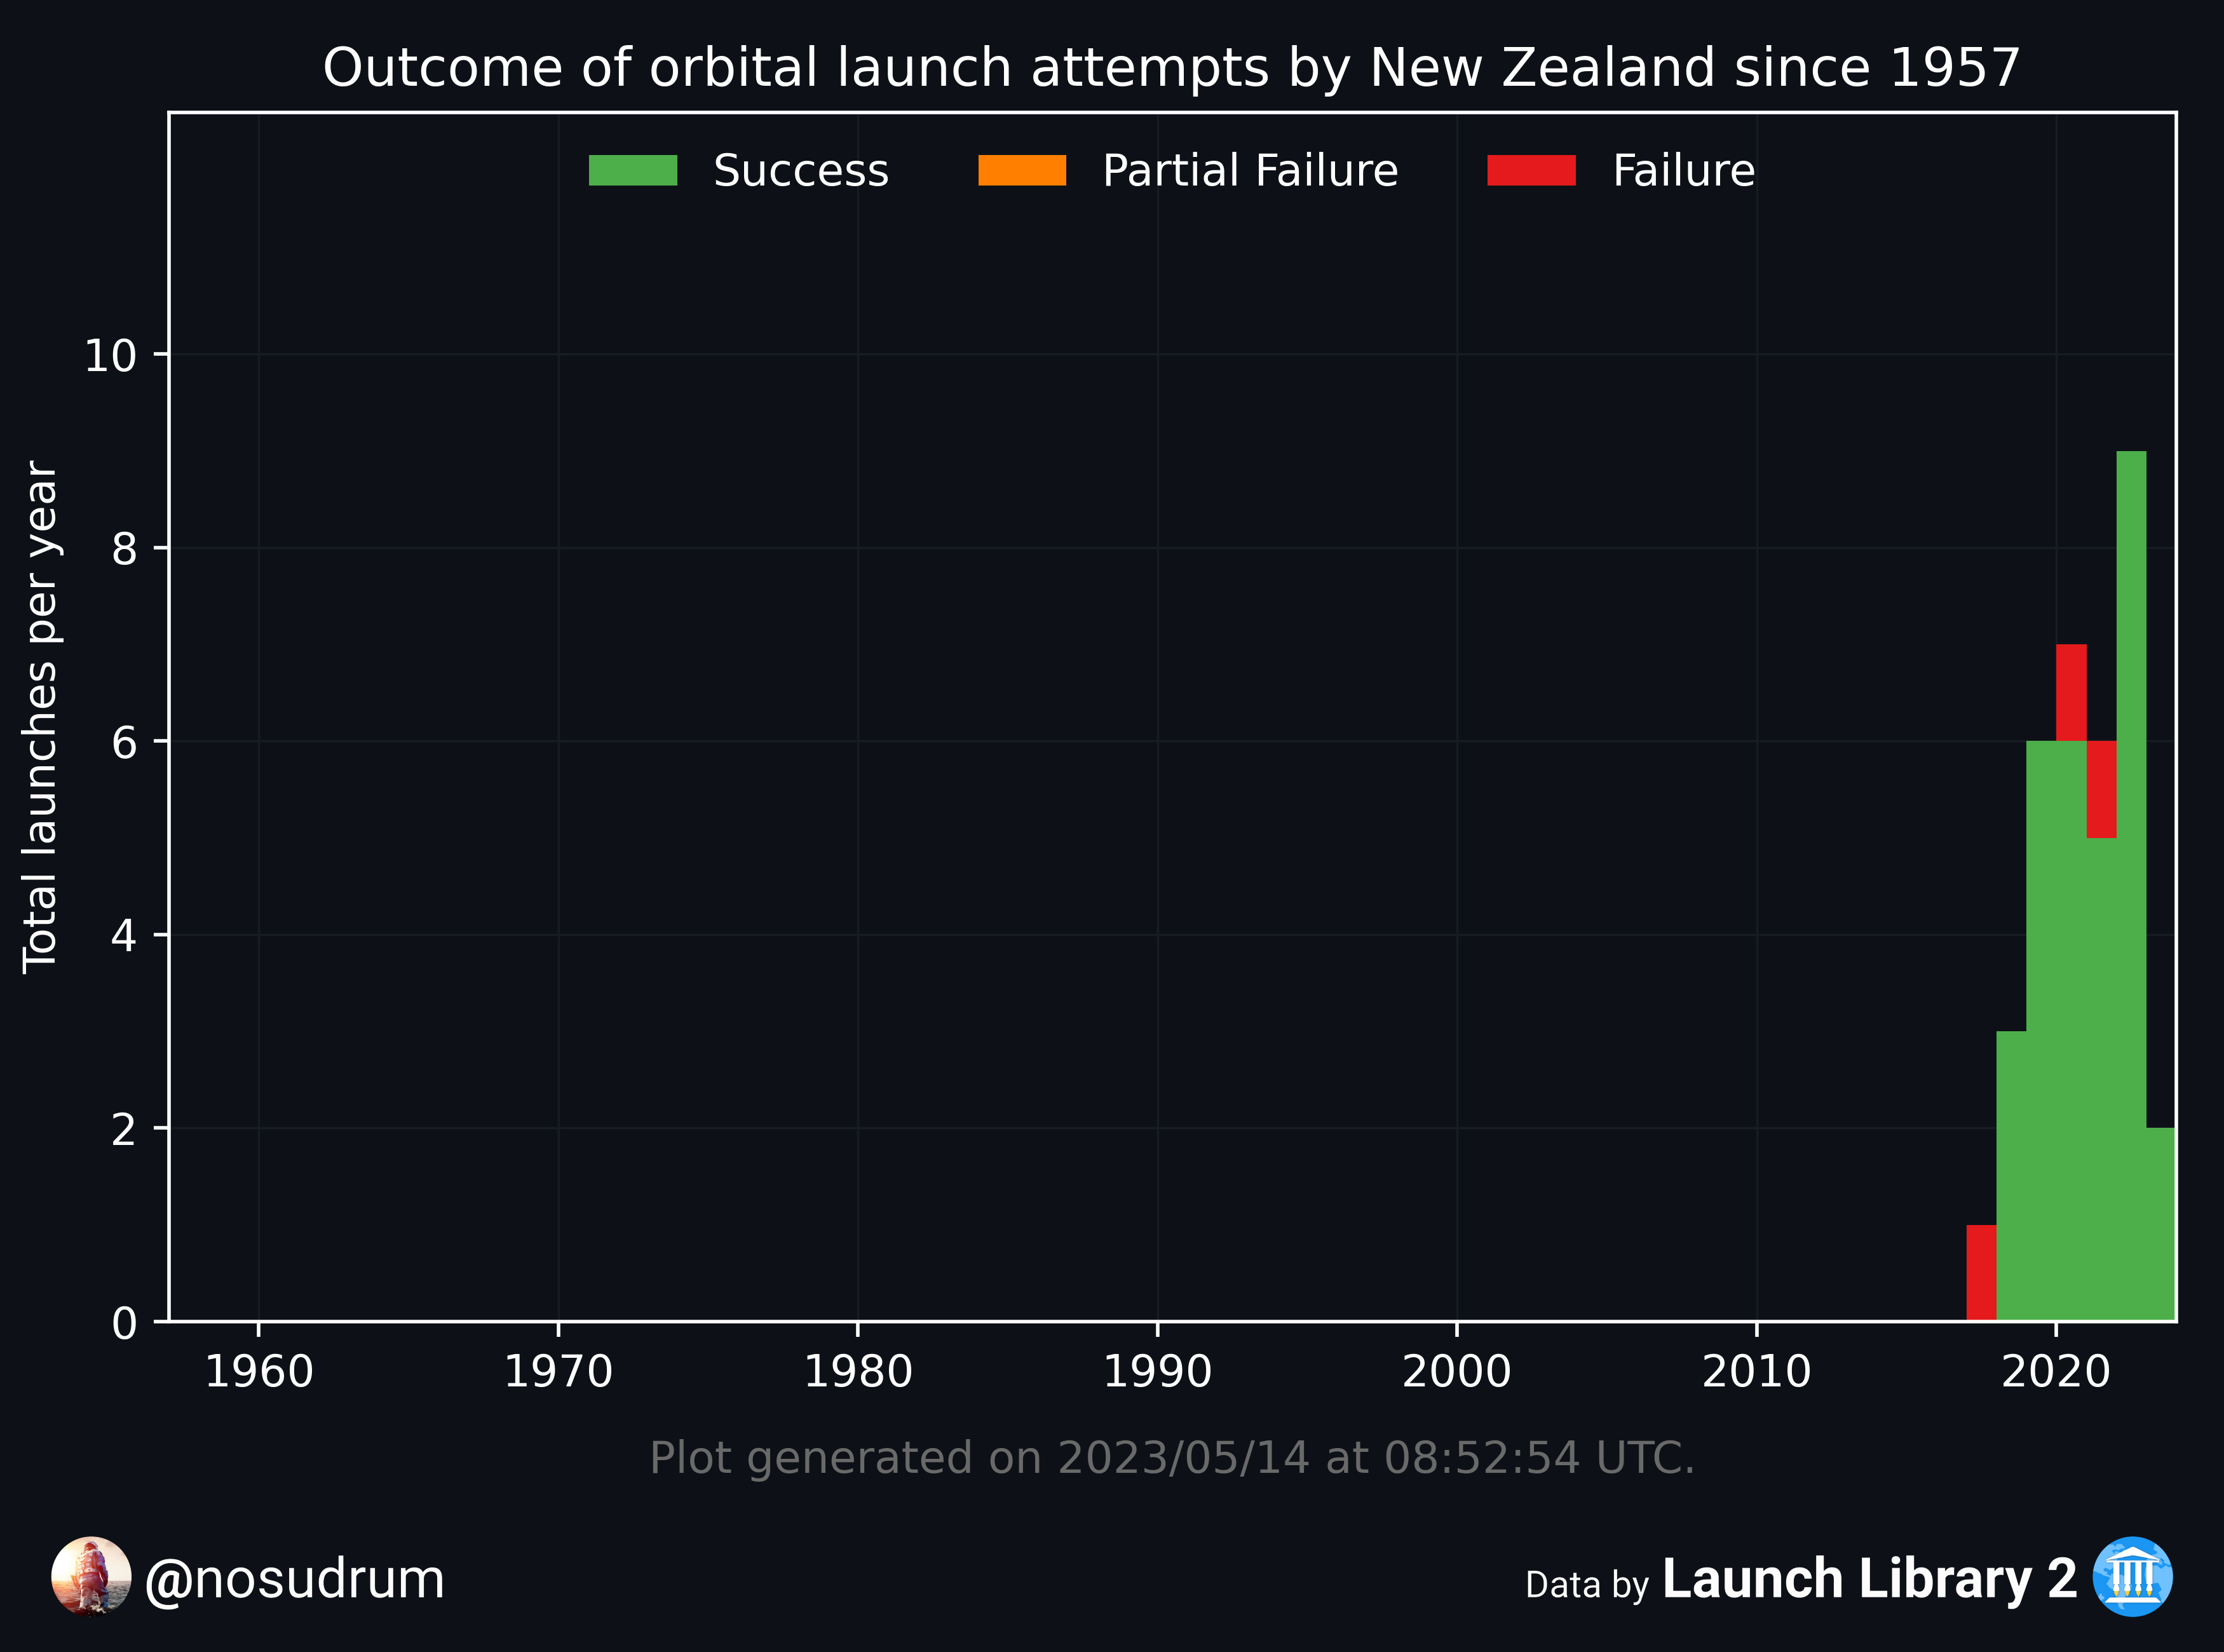 Outcome of orbital launch attempts by New Zealand since 1957
Success
Partial Failure
Failure
Total launches per year
10
8
6
4
2
0
1960
1970
1980
1990
2000
2010
2020
Plot generated on 2023/05/14 at 08:52:54 UTC.
@nosudrum
Data by Launch Library 2